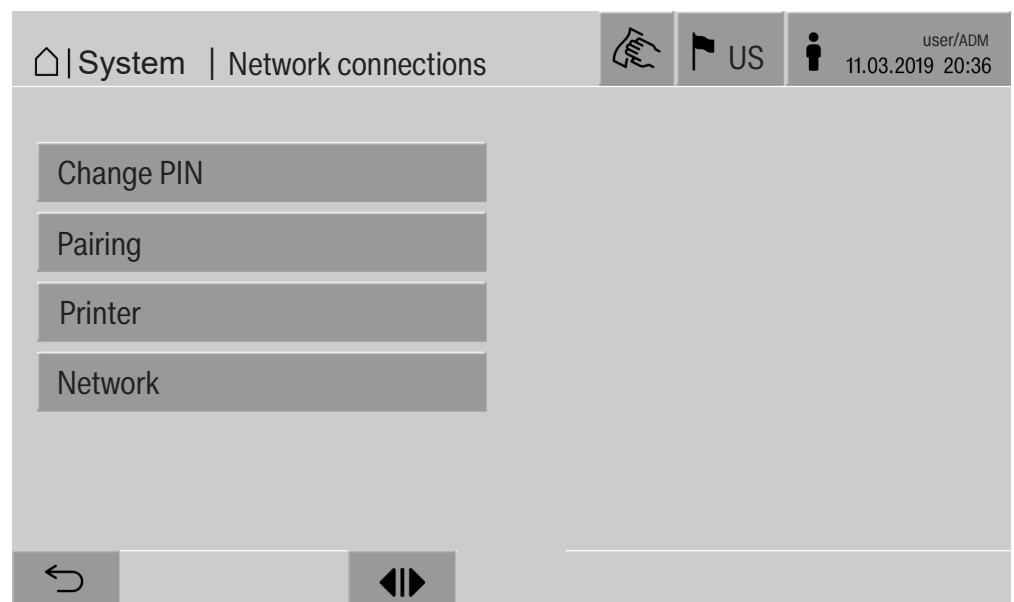 |System | Network connections
US
user/ADM
11.03.2019 20:36
Change PIN
Pairing
Printer
Network